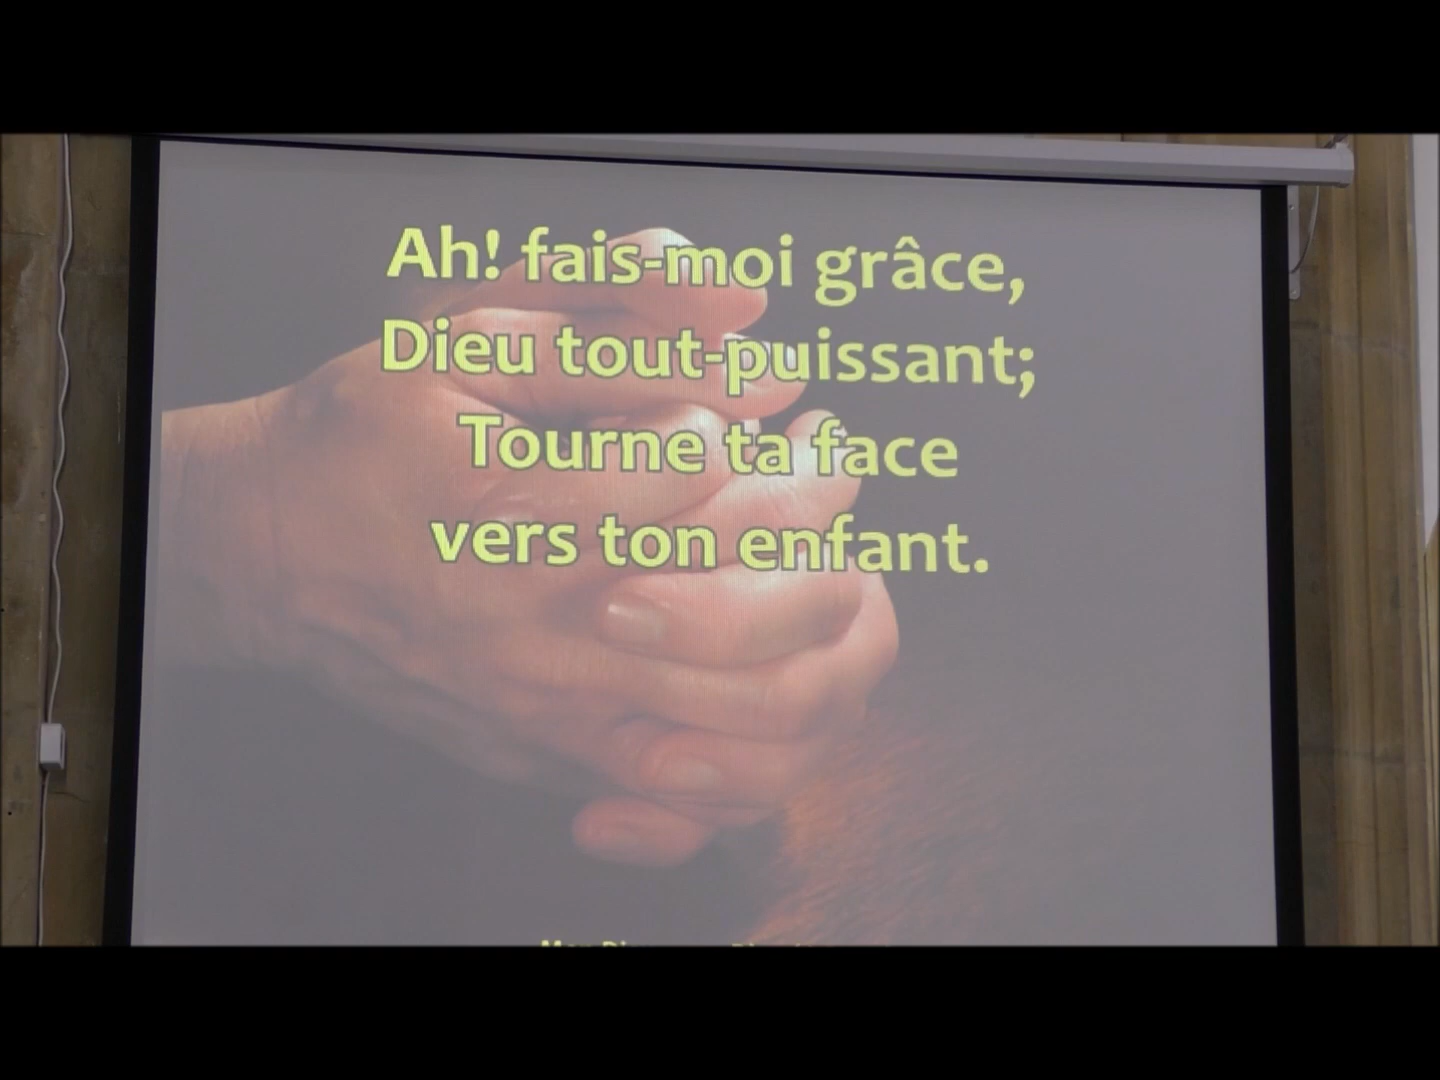 Ah! fais-moi grâce,
Dieu tout-puissant;
Tourne ta face
vers ton enfant.